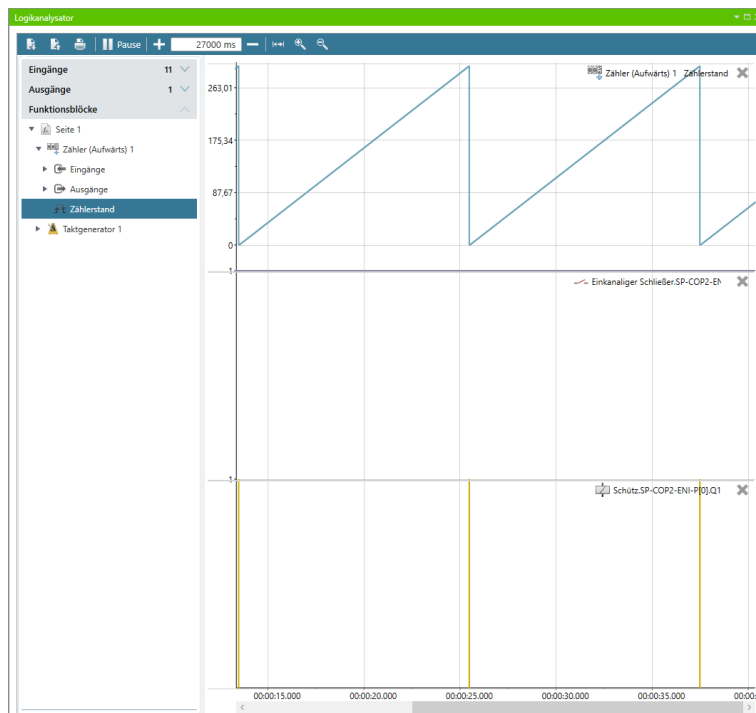 Logikanalysator
Pause 27000 ms
Eingänge 11
Ausgänge 1
Funktionsblöcke
Seite 1
Zähler (Aufwärts) 1
Eingänge
Ausgänge
Zählerstand
Taktgenerator 1
Zähler (Aufwärts) 1 Zählerstand
263,01
175,34
87,67
0
1
Einkanaliger Schließer.SP-COP2-EN
1
Schütz.SP-COP2-ENI-P[0].Q1
00:00:15.000 00:00:20.000 00:00:25.000 00:00:30.000 00:00:35.000 00:00